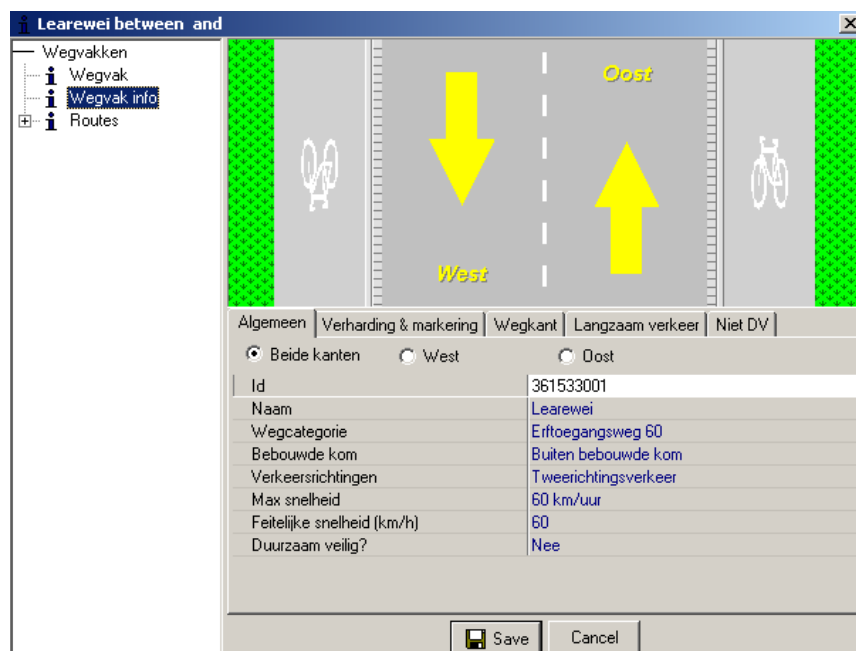 Learewei between and
Wegvakken
Wegvak
Wegvak info
Routes
Oost
West
Algemeen Verharding & markering Wegkant Langzaam verkeer Niet DV
Beide kanten West Oost
Id 361533001
Naam Learewei
Wegcategorie Erftoegangsweg 60
Bebouwde kom Buiten bebouwde kom
Verkeersrichtingen Tweerichtingsverkeer
Max snelheid 60 km/uur
Feitelijke snelheid (km/h) 60
Duurzaam veilig? Nee
Save Cancel